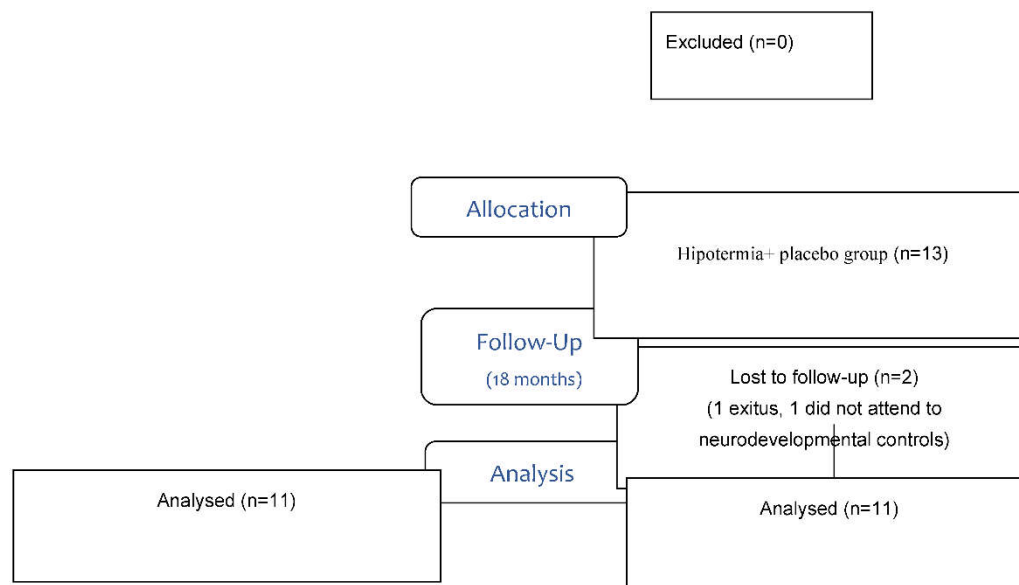 Excluded (n=0)
Allocation
Hipotermia+ placebo group (n=13)
Follow-Up
(18 months)
Lost to follow-up (n=2)
(1 exitus, 1 did not attend to
neurodevelopmental controls)
Analysis
Analysed (n=11)
Analysed (n=11)